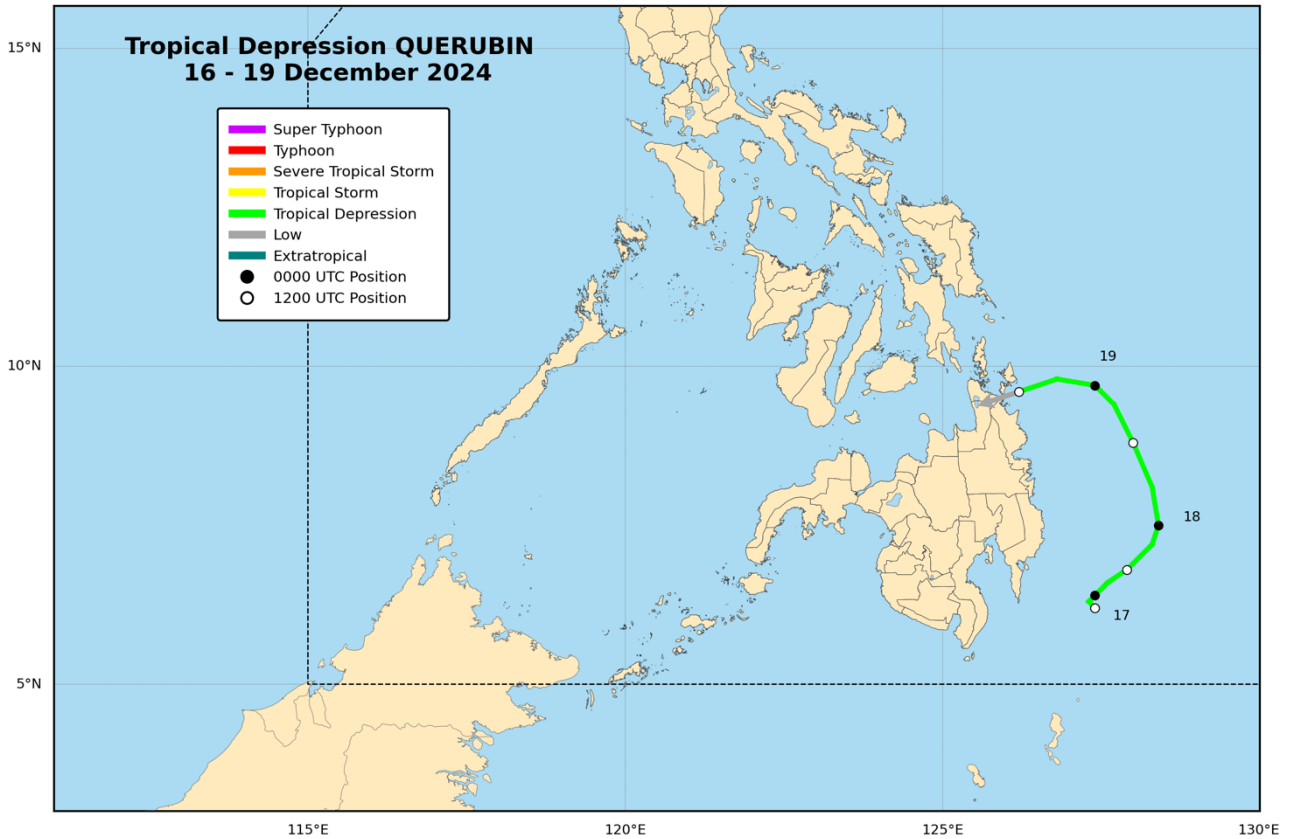 Tropical Depression QUERUBIN
16 - 19 December 2024
Super Typhoon
Typhoon
Severe Tropical Storm
Tropical Storm
Tropical Depression
Low
Extratropical
0000 UTC Position
1200 UTC Position
15°N
10°N
5°N
19
18
17
115°E
120°E
125°E
130°E